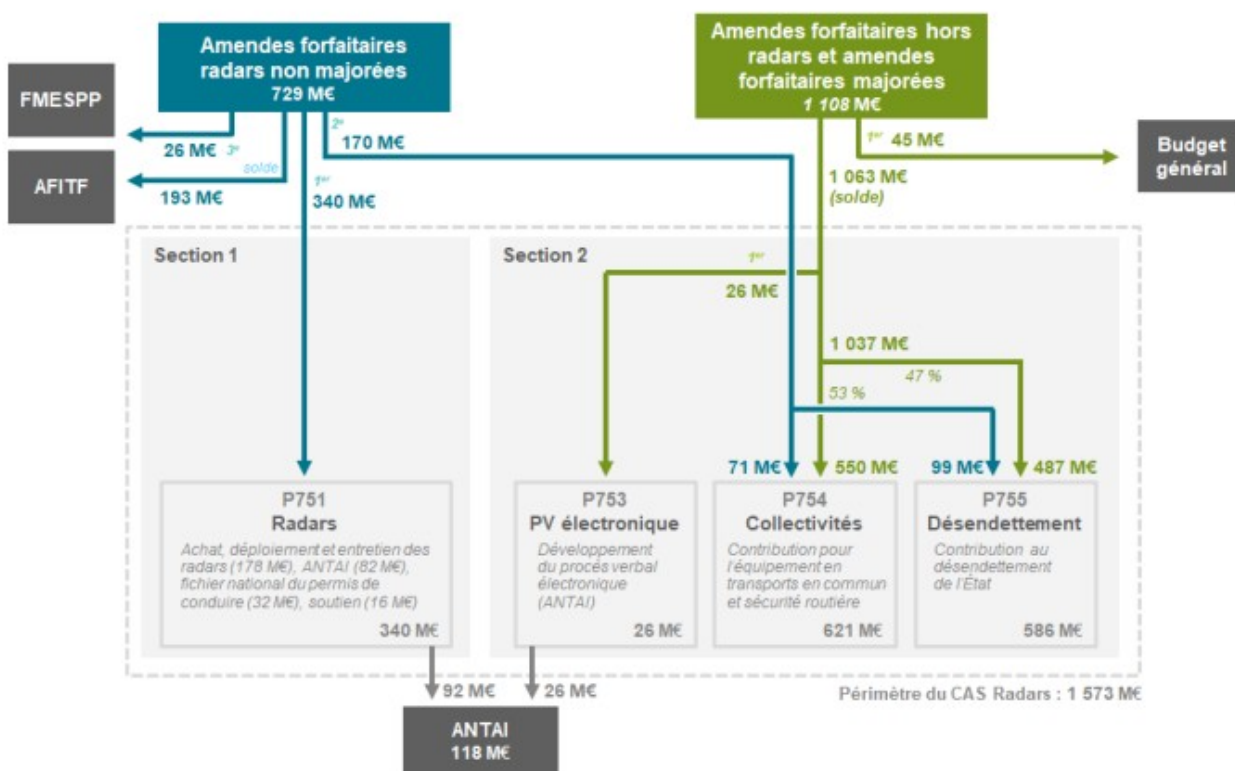 Amendes forfaitaires
radars non majorées
729 M€
Amendes forfaitaires hors
radars et amendes
forfaitaires majorées
1 108 M€
FMESPP
AFITF
Budget
général
26 M€
3e
solde
193 M€
1er
340 M€
2e
170 M€
1er
45 M€
1 063 M€
(solde)
Section 1
Section 2
1er
26 M€
1 037 M€
47 %
53 %
71 M€
550 M€
99 M€
487 M€
P751
Radars
Achat, déploiement et entretien des
radars (178 M€), ANTAI (82 M€),
fichier national du permis de
conduire (32 M€), soutien (16 M€)
340 M€
P753
PV électronique
Développement
du procés verbal
électronique
(ANTAI)
26 M€
P754
Collectivités
Contribution pour
l'équipement en
transports en commun
et sécurité routière
621 M€
P755
Désendettement
Contribution au
désendettement
de l'État
586 M€
92 M€
26 M€
Périmètre du CAS Radars : 1 573 M€
ANTAI
118 M€